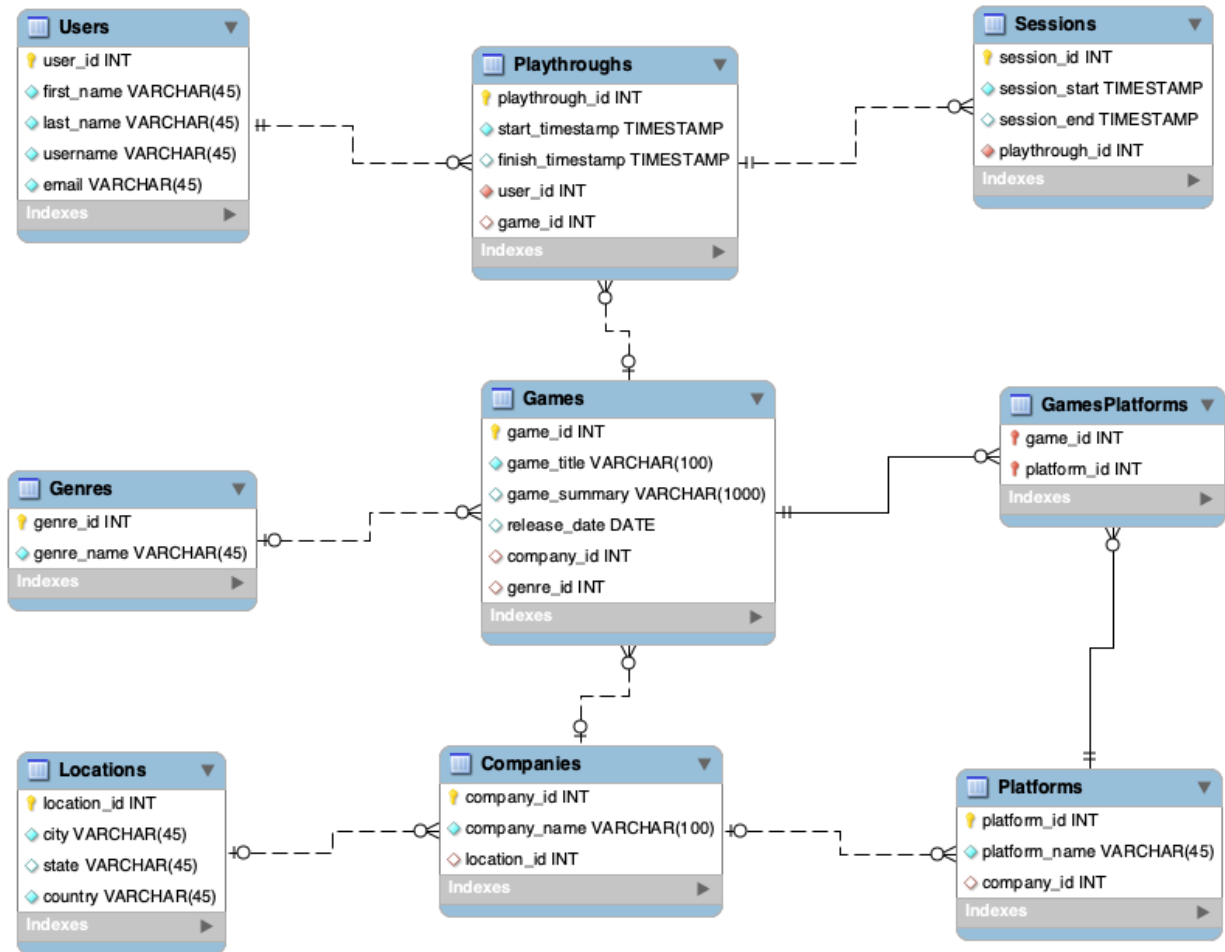 Users
user_id INT
first_name VARCHAR(45)
last_name VARCHAR(45)
username VARCHAR(45)
email VARCHAR(45)
Indexes
Playthroughs
playthrough_id INT
start_timestamp TIMESTAMP
finish_timestamp TIMESTAMP
user_id INT
game_id INT
Indexes
Sessions
session_id INT
session_start TIMESTAMP
session_end TIMESTAMP
playthrough_id INT
Indexes
Genres
genre_id INT
genre_name VARCHAR(45)
Indexes
Games
game_id INT
game_title VARCHAR(100)
game_summary VARCHAR(1000)
release_date DATE
company_id INT
genre_id INT
Indexes
GamesPlatforms
game_id INT
platform_id INT
Indexes
Locations
location_id INT
city VARCHAR(45)
state VARCHAR(45)
country VARCHAR(45)
Indexes
Companies
company_id INT
company_name VARCHAR(100)
location_id INT
Indexes
Platforms
platform_id INT
platform_name VARCHAR(45)
company_id INT
Indexes